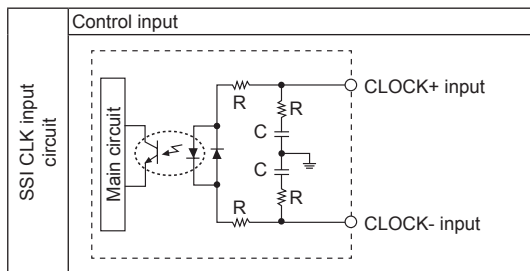 Control input
SSI CLK input
circuit
Main circuit
R
CLOCK+ input
R
C
C
R
R
CLOCK- input